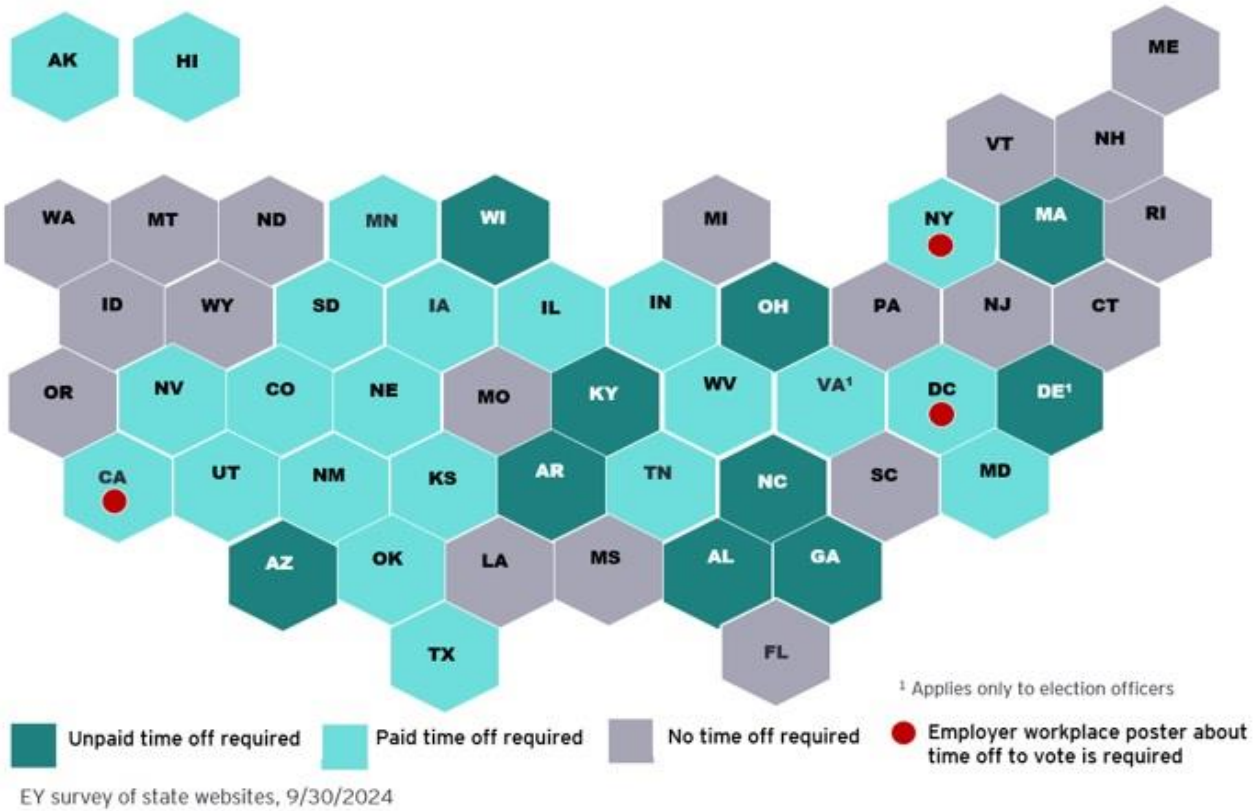 AK
HI
ME
VT
NH
WA
MT
ND
MN
WI
MI
NY
MA
RI
ID
WY
SD
IA
IL
IN
OH
PA
NJ
CT
OR
NV
CO
NE
MO
KY
WV
VA¹
DC
DE¹
CA
UT
NM
KS
AR
TN
NC
SC
MD
AZ
OK
LA
MS
AL
GA
TX
FL
¹ Applies only to election officers
Unpaid time off required
Paid time off required
No time off required
Employer workplace poster about
time off to vote is required
EY survey of state websites, 9/30/2024